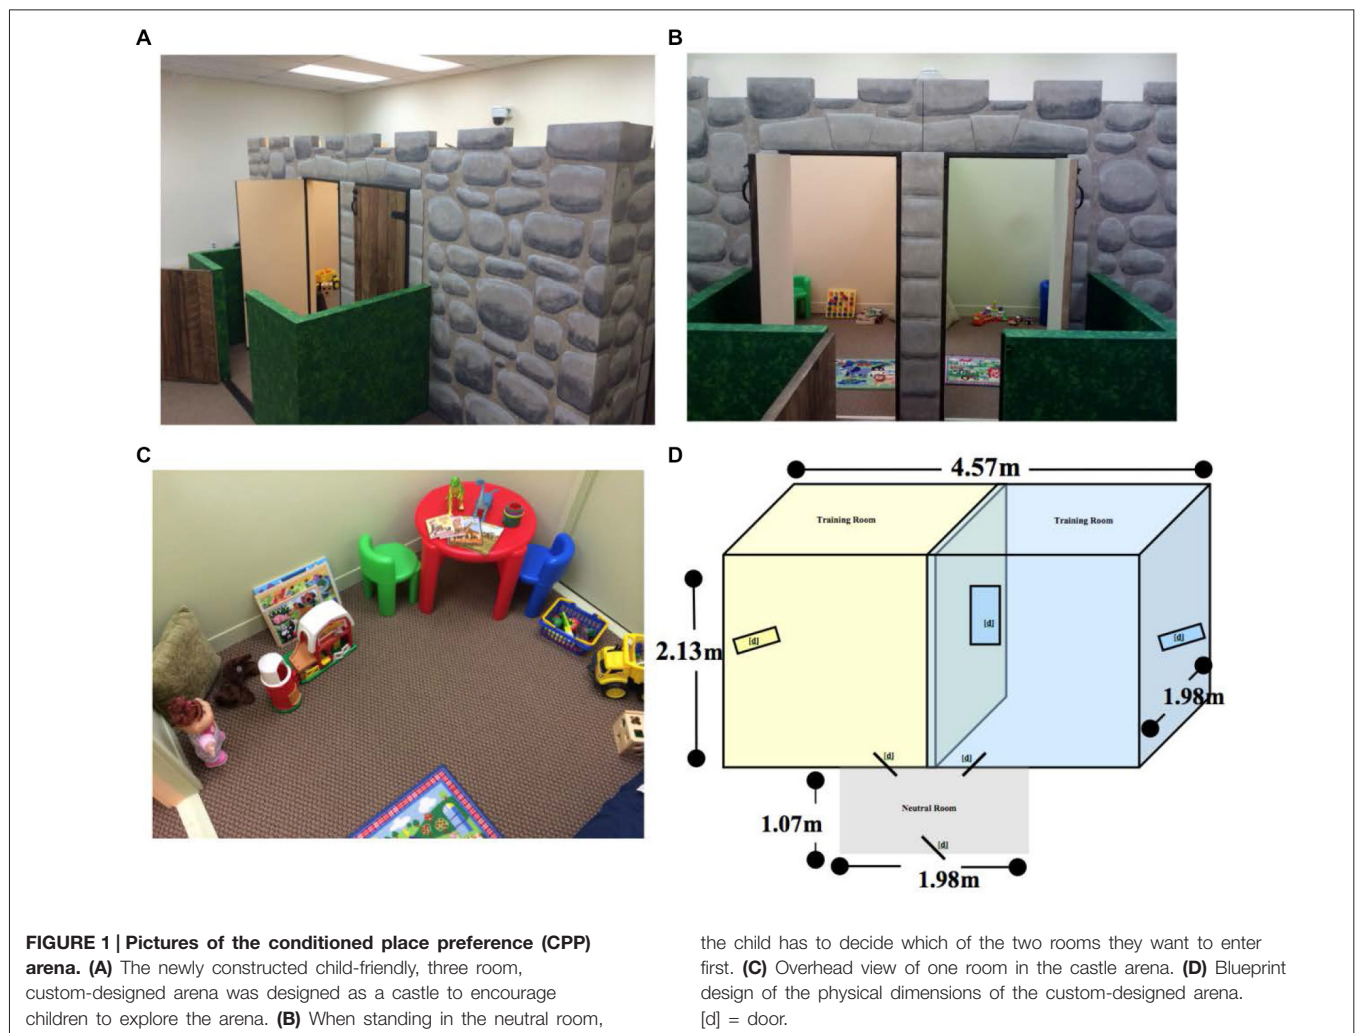 A
B
C
D
4.57m
Training Room
Training Room
[d]
[d]
[d]
2.13m
1.98m
[d]
[d]
Neutral Room
1.07m
[d]
1.98m
FIGURE 1 | Pictures of the conditioned place preference (CPP)
arena. (A) The newly constructed child-friendly, three room,
custom-designed arena was designed as a castle to encourage
children to explore the arena. (B) When standing in the neutral room,
the child has to decide which of the two rooms they want to enter
first. (C) Overhead view of one room in the castle arena. (D) Blueprint
design of the physical dimensions of the custom-designed arena.
[d] = door.